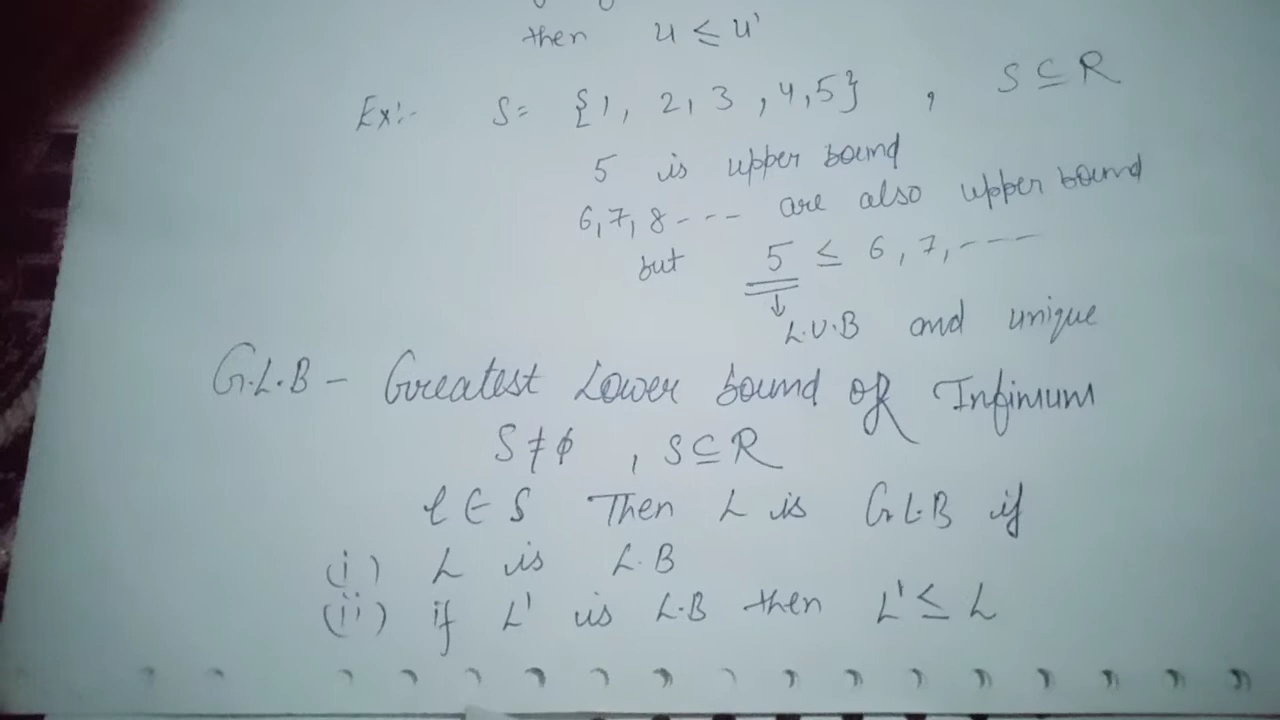 then u ≤ u'
Ex:- S= {1, 2, 3, 4, 5} , S ⊆ R
5 is upper bound
6, 7, 8 - - - are also upper bound
but 5 ≤ 6, 7, - - - -
↓
L.U.B and unique
G.L.B - Greatest Lower bound OR Infimum
S ≠ φ , S ⊆ R
ℓ ∈ S Then L is G.L.B if
(i) L is L.B
(ii) if L' is L.B then L' ≤ L